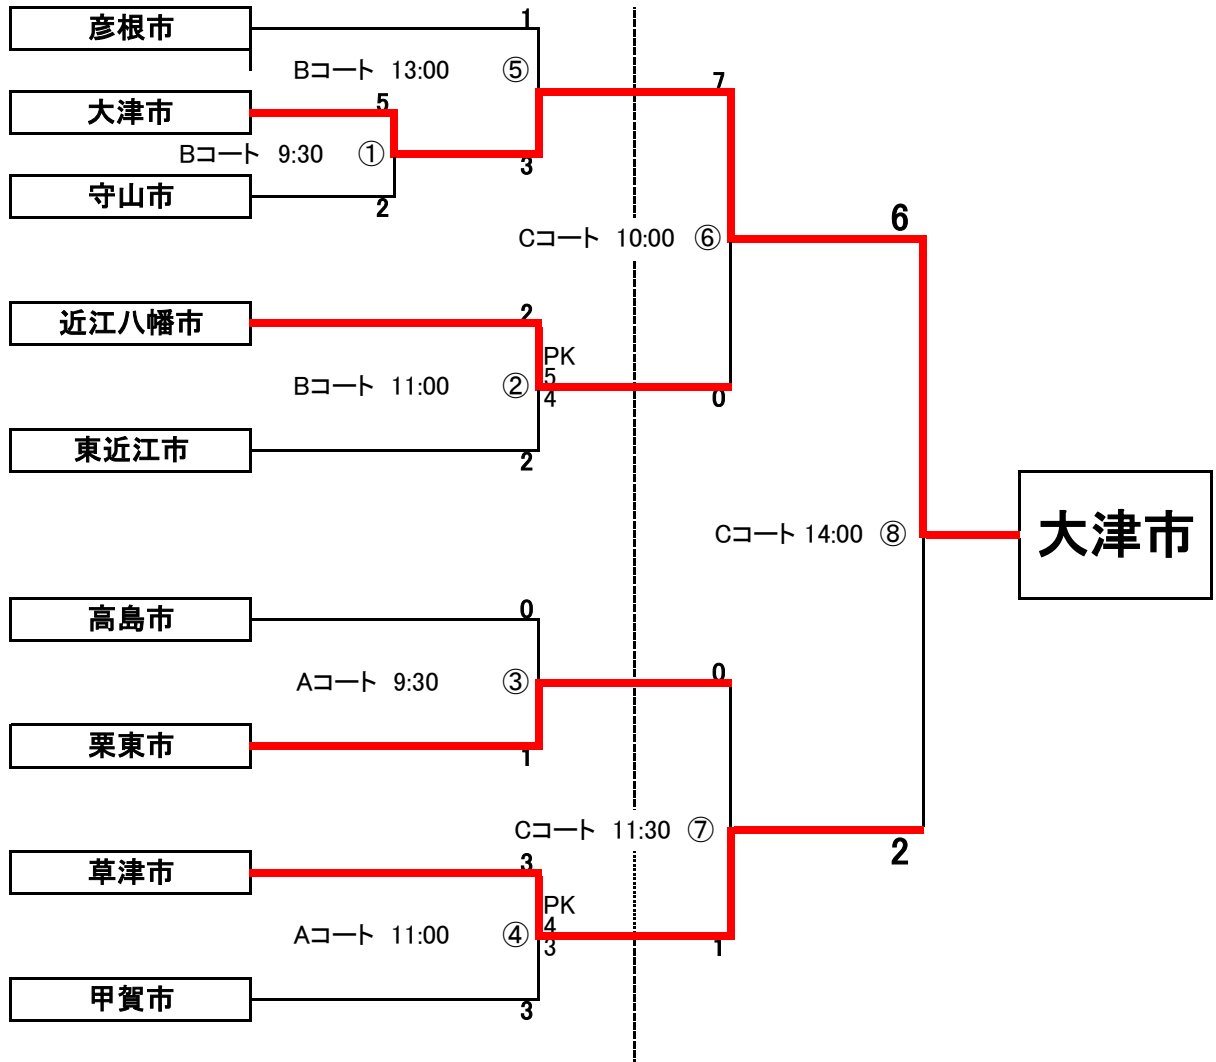 彦根市
1
Bコート 13:00 ⑤
7
大津市
5
Bコート 9:30 ①
3
守山市
2
6
Cコート 10:00 ⑥
近江八幡市
2
PK
5
Bコート 11:00 ②
4
0
東近江市
2
大津市
Cコート 14:00 ⑧
高島市
0
0
Aコート 9:30 ③
栗東市
1
Cコート 11:30 ⑦
2
草津市
3
PK
4
Aコート 11:00 ④
3
1
甲賀市
3